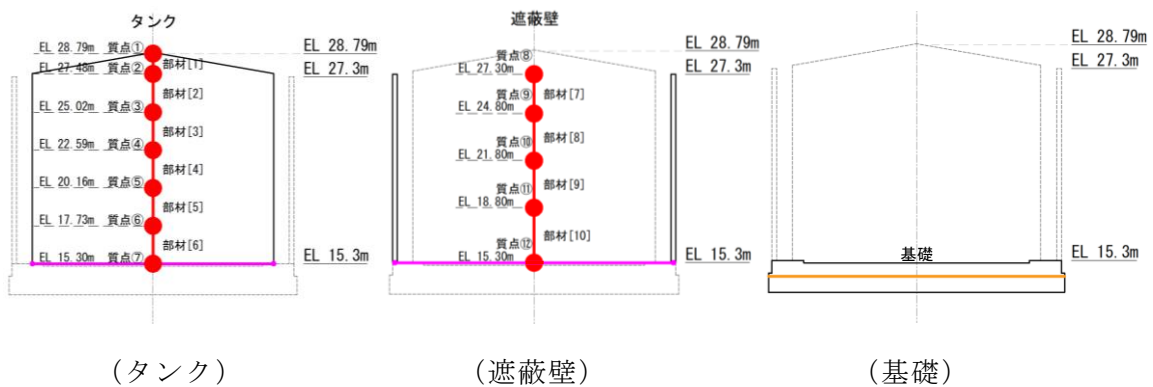 タンク
EL 28.79m 質点① EL 28.79m
部材[1]
EL 27.48m 質点② EL 27.3m
部材[2]
EL 25.02m 質点③
部材[3]
EL 22.59m 質点④
部材[4]
EL 20.16m 質点⑤
部材[5]
EL 17.73m 質点⑥
部材[6]
EL 15.30m 質点⑦ EL 15.3m
(タンク)
遮蔽壁
EL 28.79m
質点⑧
EL 27.30m EL 27.3m
部材[7]
質点⑨
EL 24.80m
部材[8]
質点⑩
EL 21.80m
部材[9]
質点⑪
EL 18.80m
部材[10]
質点⑫
EL 15.30m EL 15.3m
(遮蔽壁)
EL 28.79m
EL 27.3m
基礎 EL 15.3m
(基礎)